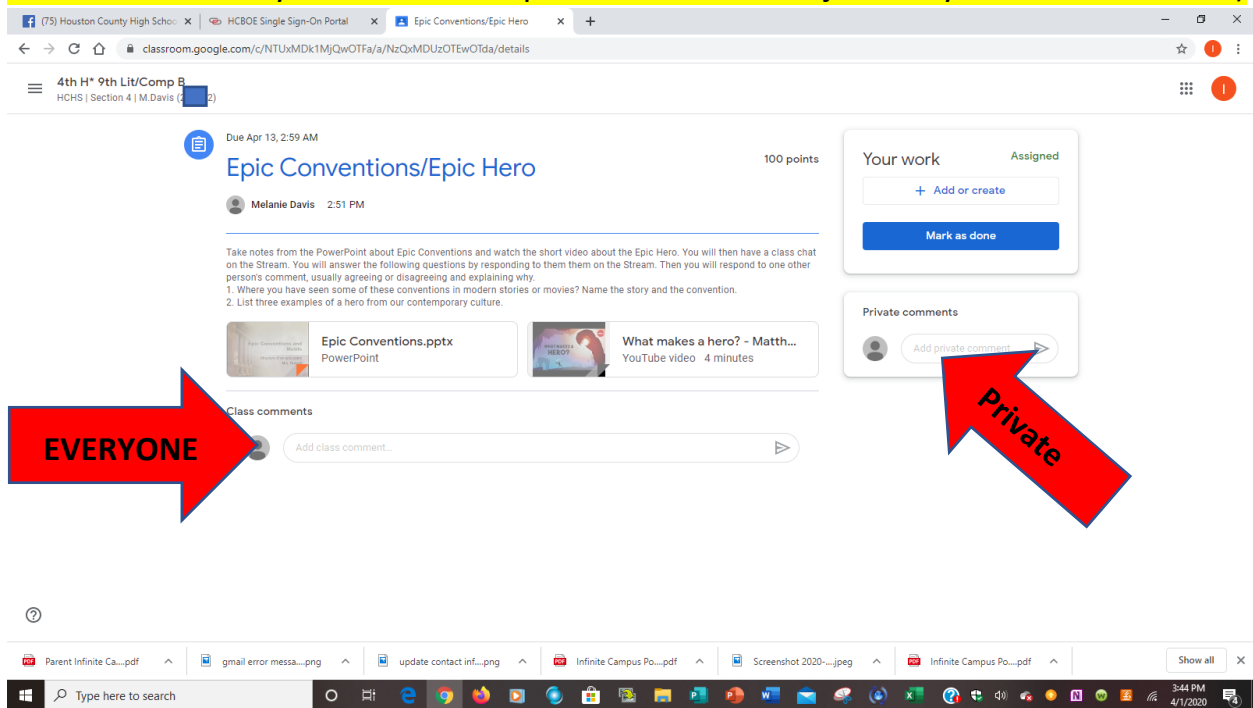 (75) Houston County High Schoo
HCBOE Single Sign-On Portal
Epic Conventions/Epic Hero
classroom.google.com/c/NTUxMDk1MjQwOTFa/a/NzQxMDUzOTEwOTda/details
I
4th H* 9th Lit/Comp B
HCHS | Section 4 | M.Davis (2 2)
I
Due Apr 13, 2:59 AM
Epic Conventions/Epic Hero
100 points
Melanie Davis 2:51 PM
Take notes from the PowerPoint about Epic Conventions and watch the short video about the Epic Hero. You will then have a class chat
on the Stream. You will answer the following questions by responding to them them on the Stream. Then you will respond to one other
person's comment, usually agreeing or disagreeing and explaining why.
1. Where you have seen some of these conventions in modern stories or movies? Name the story and the convention.
2. List three examples of a hero from our contemporary culture.
Epic Conventions and
Motifs
Epic Conventions.pptx
PowerPoint
HERO?
What makes a hero? - Matth...
YouTube video 4 minutes
Your work
Assigned
+ Add or create
Mark as done
Private comments
Add private comment...
Private
Class comments
EVERYONE
Add class comment...
Parent Infinite Ca....pdf
gmail error messa....png
update contact inf....png
Infinite Campus Po....pdf
Screenshot 2020-....jpeg
Infinite Campus Po....pdf
Show all
Type here to search
3:44 PM
4/1/2020
4